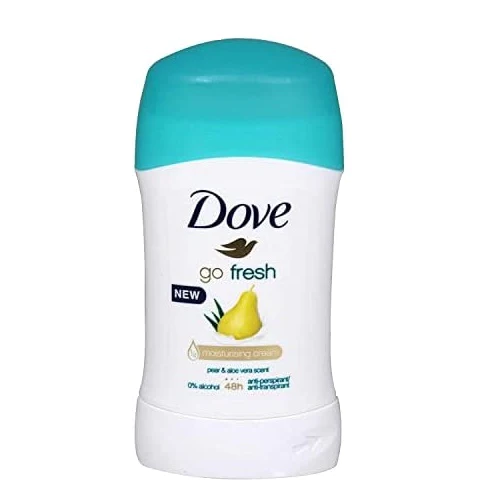 Dove
go fresh
NEW
moisturising cream
pear & aloe vera scent
0% alcohol 48h anti-perspirant/
anti-transpirant